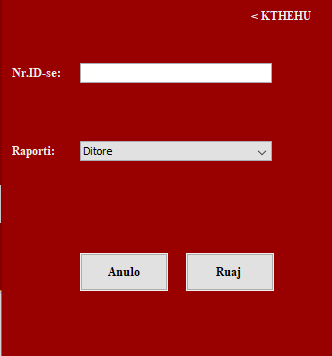 < KTHEHU
Nr.ID-se:
Raporti:
Ditore
Anulo
Ruaj